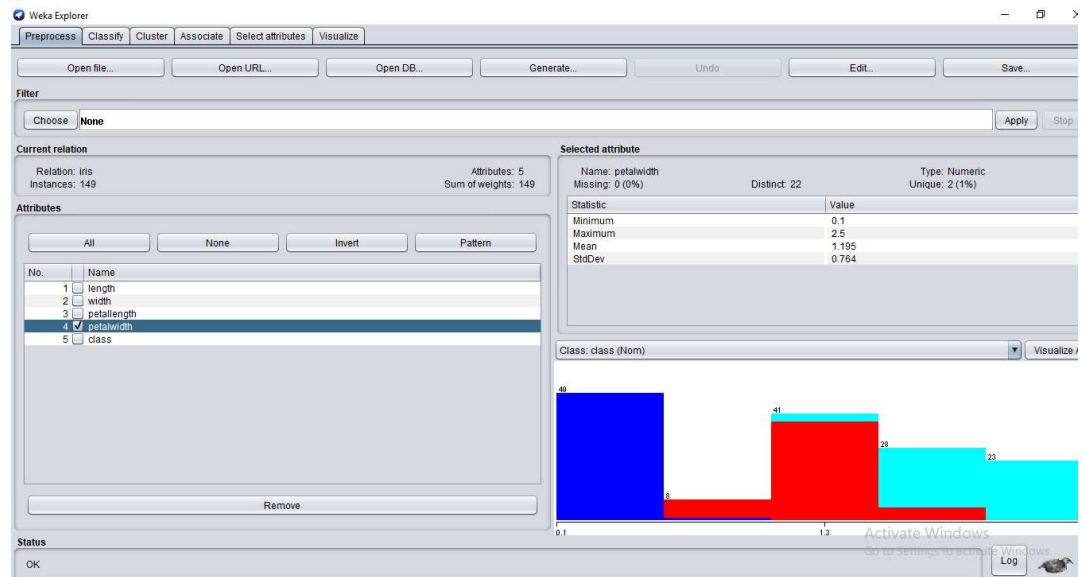 Weka Explorer
Preprocess Classify Cluster Associate Select attributes Visualize
Open file... Open URL... Open DB... Generate... Undo Edit... Save...
Filter
Choose None Apply Stop
Current relation
Relation: iris Attributes: 5
Instances: 149 Sum of weights: 149
Attributes
All None Invert Pattern
No. Name
1 length
2 width
3 petallength
4 petalwidth
5 class
Remove
Selected attribute
Name: petalwidth Type: Numeric
Missing: 0 (0%) Distinct: 22 Unique: 2 (1%)
Statistic Value
Minimum 0.1
Maximum 2.5
Mean 1.195
StdDev 0.764
Class: class (Nom) Visualize
49
8
41
28
23
0.1 1.3
Activate Windows
Go to Settings to activate Windows.
Status
OK Log